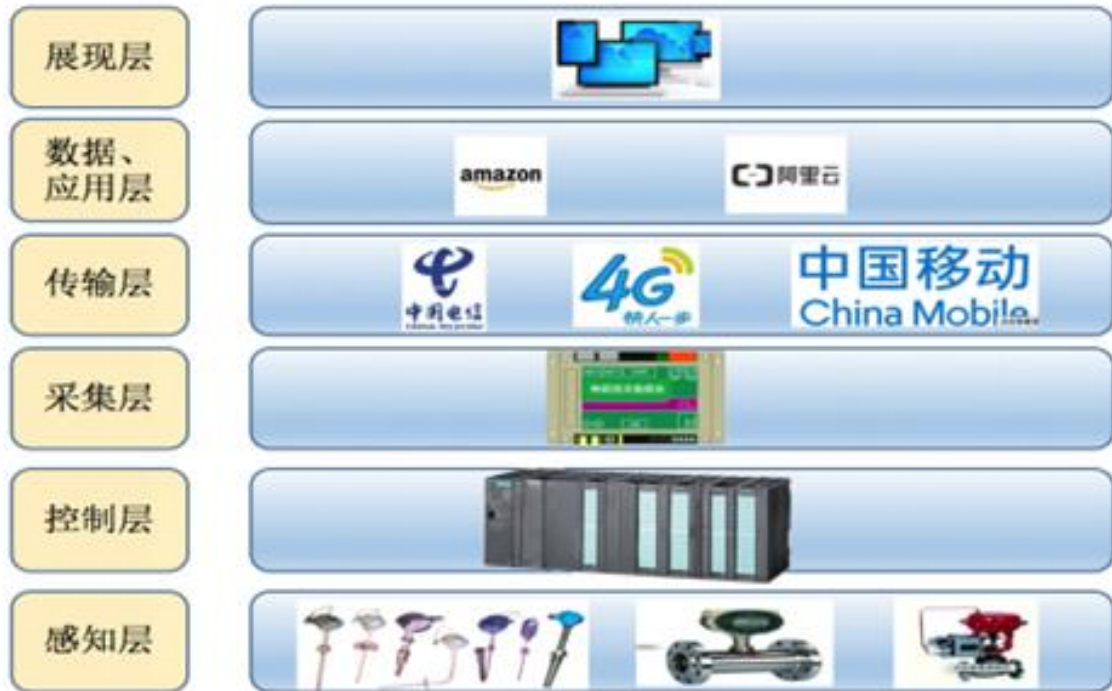 展现层
数据、
应用层
amazon
阿里云
传输层
中国电信
4G
快人一步
中国移动
China Mobile
采集层
控制层
感知层